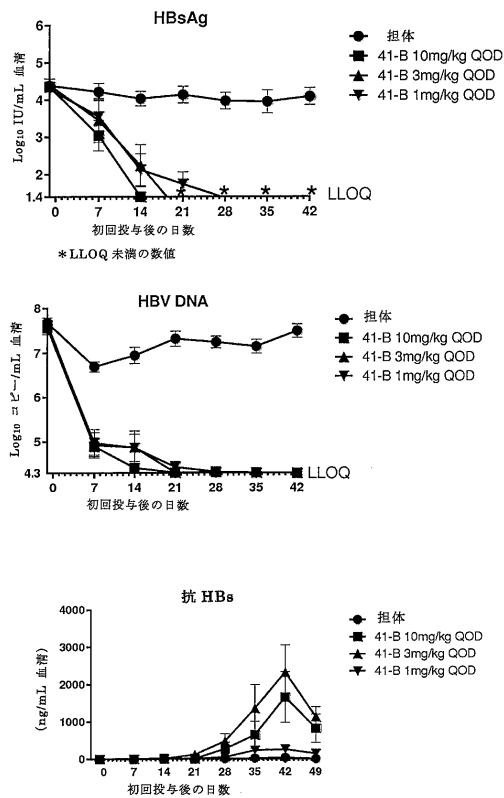 HBsAg
6
5
4
3
2
1.4
Log₁₀ IU/mL 血清
0 7 14 21 28 35 42
* * * *
LLOQ
初回投与後の日数
*LLOQ 未満の数値
担体
41-B 10mg/kg QOD
41-B 3mg/kg QOD
41-B 1mg/kg QOD
HBV DNA
8
7
6
5
4.3
Log₁₀ コピー/mL 血清
0 7 14 21 28 35 42
LLOQ
初回投与後の日数
担体
41-B 10mg/kg QOD
41-B 3mg/kg QOD
41-B 1mg/kg QOD
抗 HBs
4000
3000
2000
1000
0
(ng/mL 血清)
0 7 14 21 28 35 42 49
初回投与後の日数
担体
41-B 10mg/kg QOD
41-B 3mg/kg QOD
41-B 1mg/kg QOD